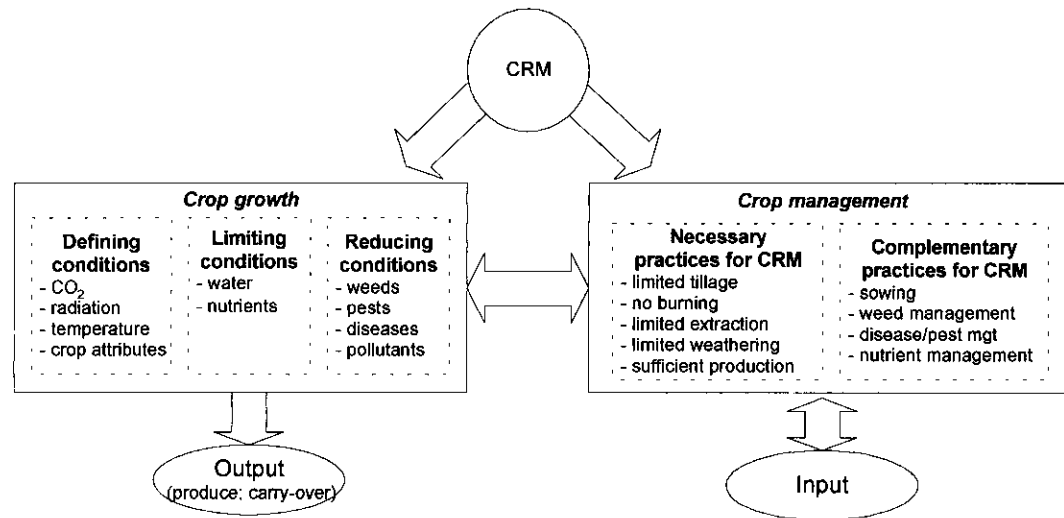 CRM
Crop growth
Defining
conditions
- CO₂
- radiation
- temperature
- crop attributes
Limiting
conditions
- water
- nutrients
Reducing
conditions
- weeds
- pests
- diseases
- pollutants
Crop management
Necessary
practices for CRM
- limited tillage
- no burning
- limited extraction
- limited weathering
- sufficient production
Complementary
practices for CRM
- sowing
- weed management
- disease/pest mgt
- nutrient management
Output
(produce; carry-over)
Input